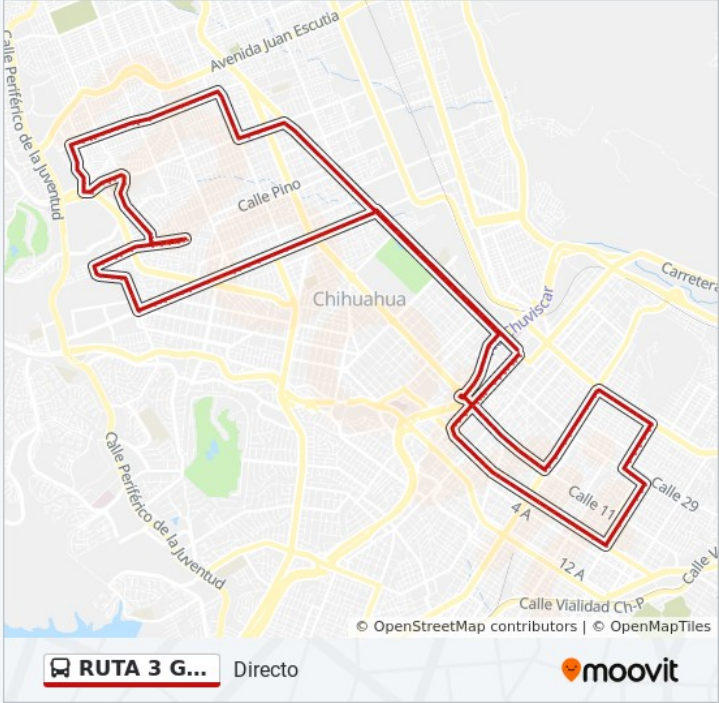 Avenida Juan Escutia
Calle Periférico de la Juventud
Calle Pino
Carretera
Chihuahua
Chuvíscar
Calle Periférico de la Juventud
Calle 29
Calle 11
4 A
12 A
Calle V
Calle Vialidad Ch-P
© OpenStreetMap contributors | © OpenMapTiles
RUTA 3 G...
Directo
moovit